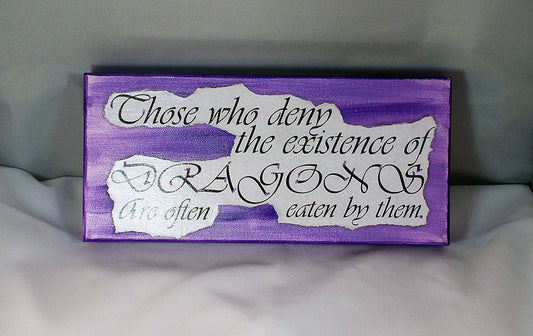 Those who deny
the existence of
DRAGONS
Are often eaten by them.